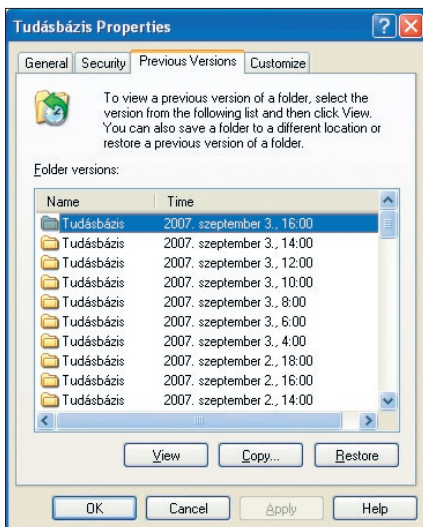 Tudásbázis Properties
General Security Previous Versions Customize
To view a previous version of a folder, select the
version from the following list and then click View.
You can also save a folder to a different location or
restore a previous version of a folder.
Folder versions:
Name Time
Tudásbázis 2007. szeptember 3., 16:00
Tudásbázis 2007. szeptember 3., 14:00
Tudásbázis 2007. szeptember 3., 12:00
Tudásbázis 2007. szeptember 3., 10:00
Tudásbázis 2007. szeptember 3., 8:00
Tudásbázis 2007. szeptember 3., 6:00
Tudásbázis 2007. szeptember 3., 4:00
Tudásbázis 2007. szeptember 2., 18:00
Tudásbázis 2007. szeptember 2., 16:00
Tudásbázis 2007. szeptember 2., 14:00
View Copy... Restore
OK Cancel Apply Help